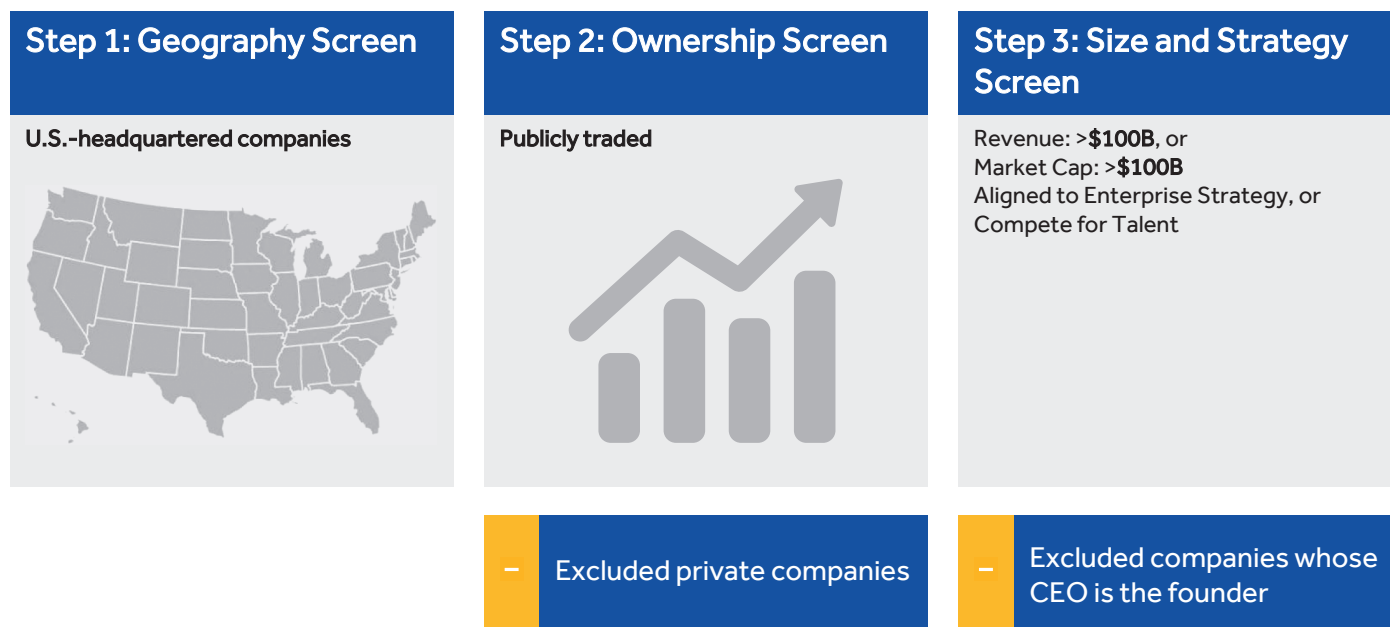 Step 1: Geography Screen
U.S.-headquartered companies
Step 2: Ownership Screen
Publicly traded
–
Excluded private companies
Step 3: Size and Strategy
Screen
Revenue: >$100B, or
Market Cap: >$100B
Aligned to Enterprise Strategy, or
Compete for Talent
–
Excluded companies whose
CEO is the founder